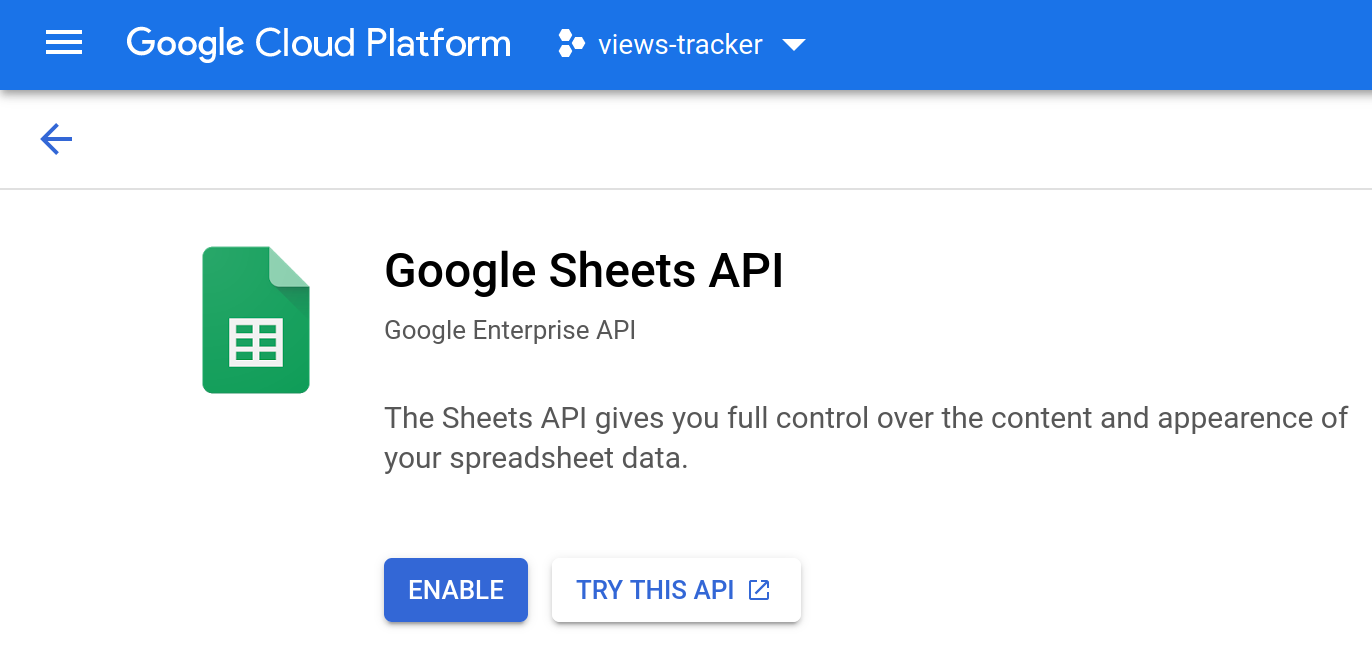 Google Cloud Platform views-tracker
Google Sheets API
Google Enterprise API
The Sheets API gives you full control over the content and appearence of
your spreadsheet data.
ENABLE TRY THIS API